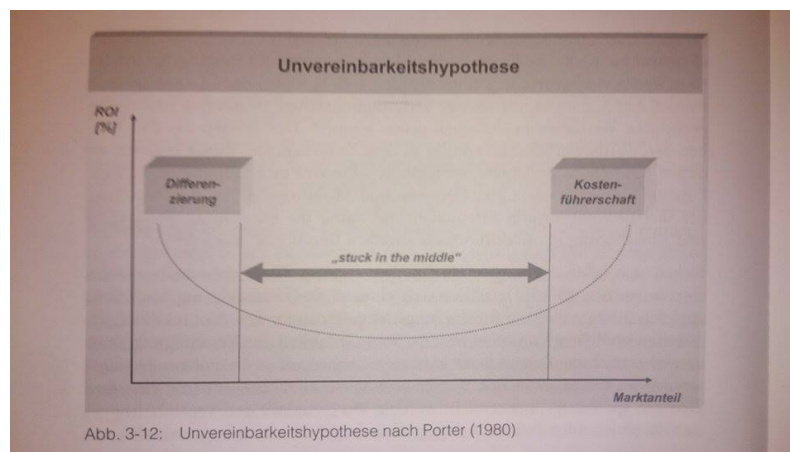 Unvereinbarkeitshypothese
ROI
[%]
Differen-
zierung
Kosten-
führerschaft
„stuck in the middle“
Marktanteil
Abb. 3-12: Unvereinbarkeitshypothese nach Porter (1980)